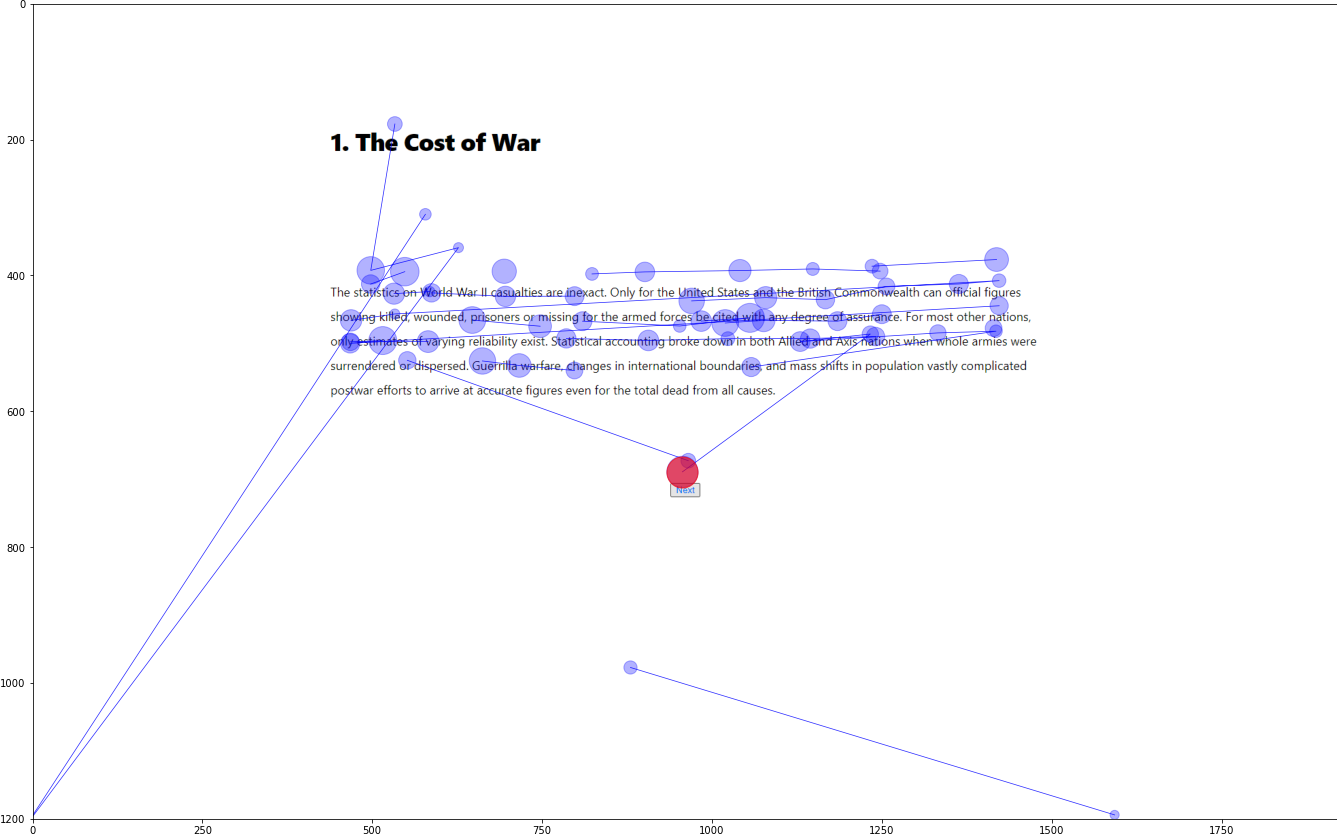 0
200
1. The Cost of War
400
The statistics on World War II casualties are inexact. Only for the United States and the British Commonwealth can official figures
showing killed, wounded, prisoners or missing for the armed forces be cited with any degree of assurance. For most other nations,
only estimates of varying reliability exist. Statistical accounting broke down in both Allied and Axis nations when whole armies were
surrendered or dispersed. Guerrilla warfare, changes in international boundaries, and mass shifts in population vastly complicated
postwar efforts to arrive at accurate figures even for the total dead from all causes.
600
Next
800
1000
1200
0 250 500 750 1000 1250 1500 1750